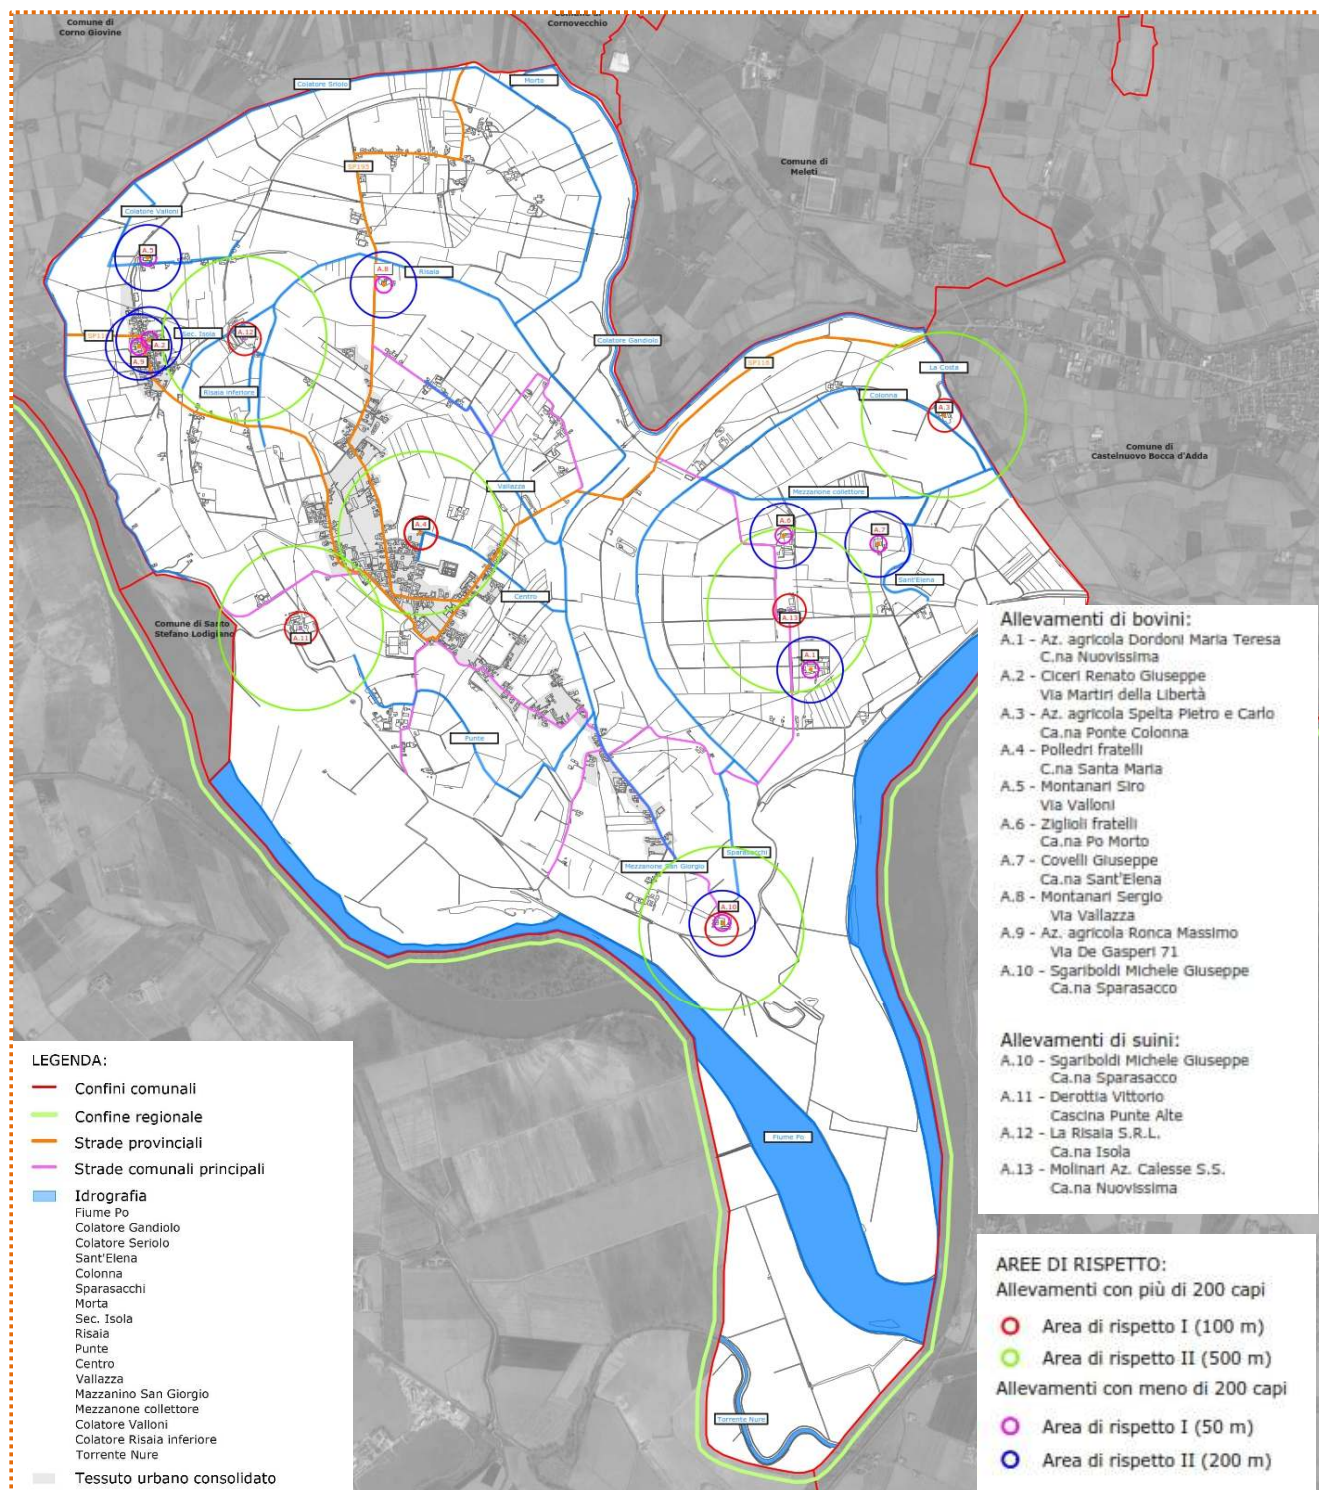 Comune di
Corno Giovine
Comune di
Cornovecchio
Colatore Sriolo
Morta
SP195
Comune di
Meleti
Colatore Valloni
A.5
A.8
Risaia
SP11
Sec. Isola
A.12
A.2
A.9
Colatore Gandiolo
SP116
La Costa
Risaia inferiore
Colonna
A.3
Comune di
Castelnuovo Bocca d'Adda
Vallazza
Mezzanone collettore
A.4
A.6
A.7
Sant'Elena
Centro
Comune di Santo
Stefano Lodigiano
A.11
A.13
A.1
Punte
Mezzanone San Giorgio
Sparasacchi
A.10
Fiume Po
Torrente Nure
Allevamenti di bovini:
A.1 - Az. agricola Dordoni Maria Teresa
C.na Nuovissima
A.2 - Ciceri Renato Giuseppe
Via Martiri della Libertà
A.3 - Az. agricola Spelta Pietro e Carlo
Ca.na Ponte Colonna
A.4 - Polledri fratelli
C.na Santa Maria
A.5 - Montanari Siro
Via Valloni
A.6 - Ziglioli fratelli
Ca.na Po Morto
A.7 - Covelli Giuseppe
Ca.na Sant'Elena
A.8 - Montanari Sergio
Via Vallazza
A.9 - Az. agricola Ronca Massimo
Via De Gasperi 71
A.10 - Sgariboldi Michele Giuseppe
Ca.na Sparasacco
Allevamenti di suini:
A.10 - Sgariboldi Michele Giuseppe
Ca.na Sparasacco
A.11 - Derottia Vittorio
Cascina Punte Alte
A.12 - La Risaia S.R.L.
Ca.na Isola
A.13 - Molinari Az. Calesse S.S.
Ca.na Nuovissima
LEGENDA:
Confini comunali
Confine regionale
Strade provinciali
Strade comunali principali
Idrografia
Fiume Po
Colatore Gandiolo
Colatore Seriolo
Sant'Elena
Colonna
Sparasacchi
Morta
Sec. Isola
Risaia
Punte
Centro
Vallazza
Mazzanino San Giorgio
Mezzanone collettore
Colatore Valloni
Colatore Risaia inferiore
Torrente Nure
Tessuto urbano consolidato
AREE DI RISPETTO:
Allevamenti con più di 200 capi
Area di rispetto I (100 m)
Area di rispetto II (500 m)
Allevamenti con meno di 200 capi
Area di rispetto I (50 m)
Area di rispetto II (200 m)